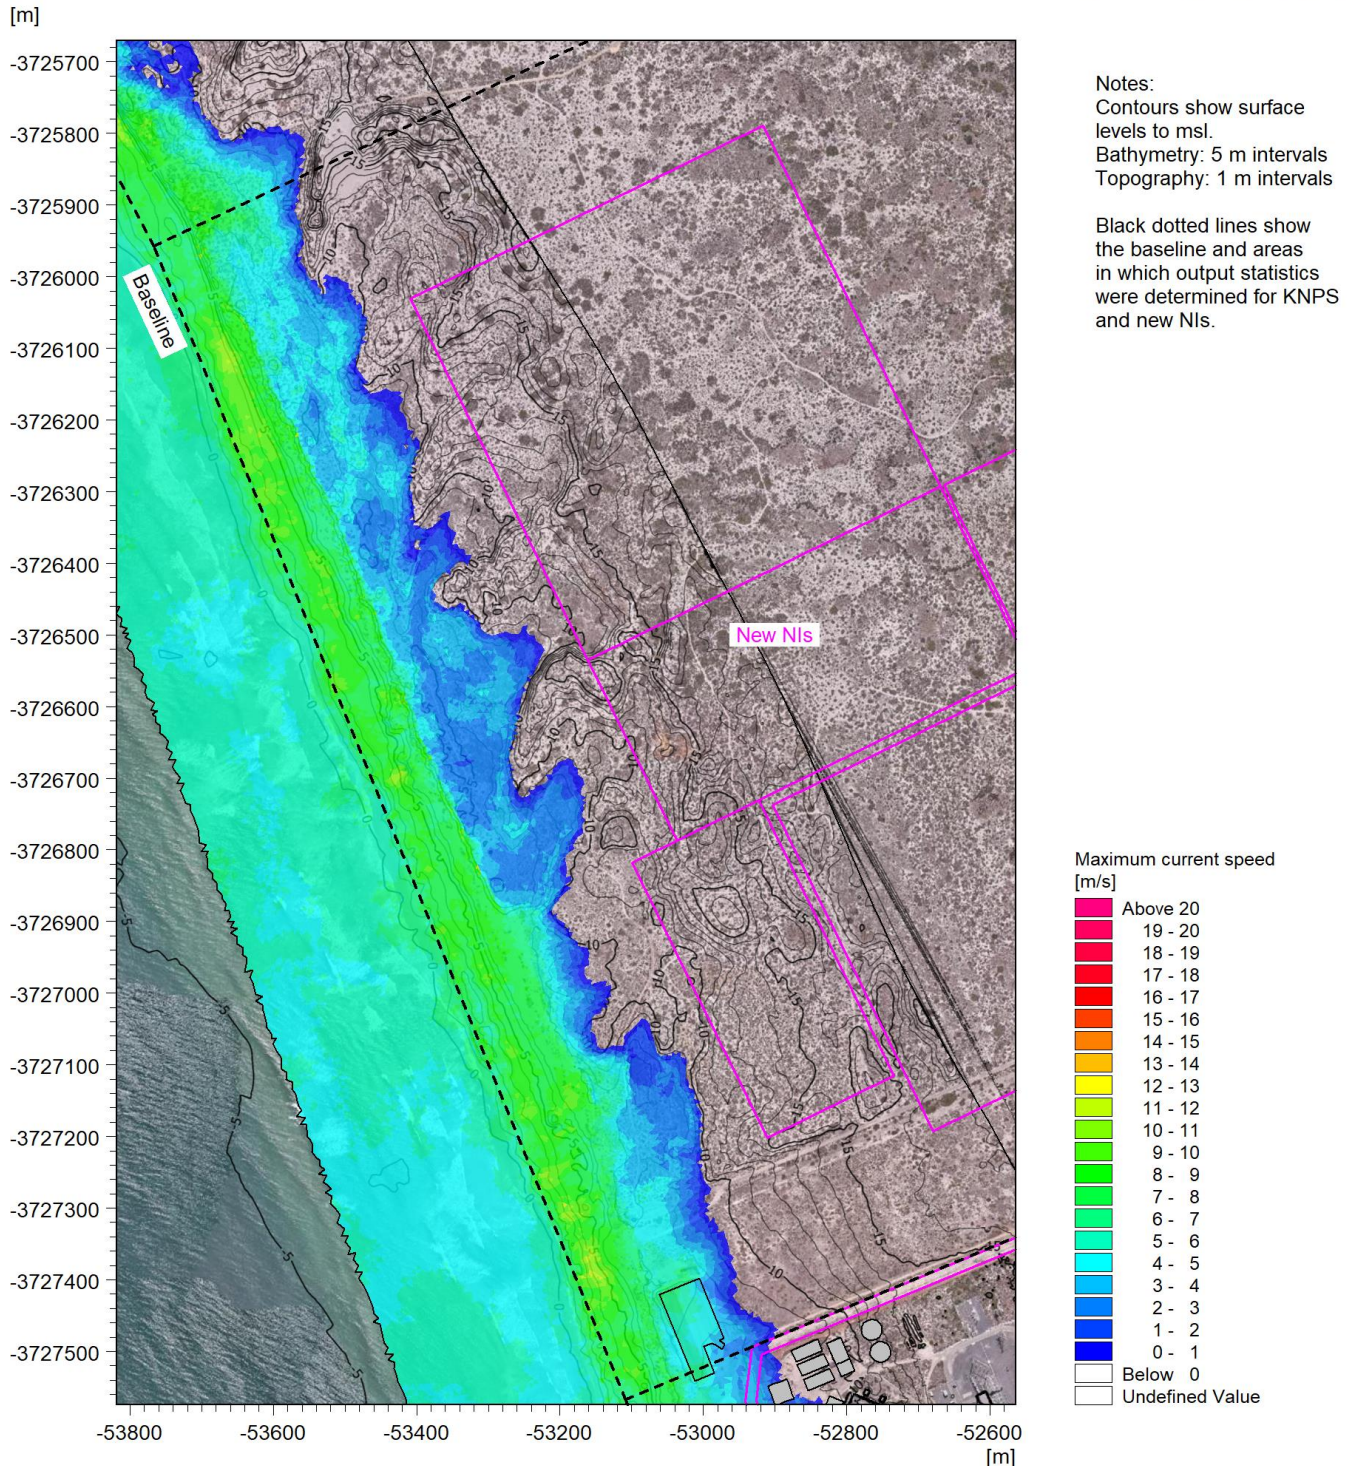 [m]
-3725700
-3725800
-3725900
-3726000
-3726100
-3726200
-3726300
-3726400
-3726500
-3726600
-3726700
-3726800
-3726900
-3727000
-3727100
-3727200
-3727300
-3727400
-3727500
-53800
-53600
-53400
-53200
-53000
-52800
-52600
[m]
Baseline
New NIs
Notes:
Contours show surface
levels to msl.
Bathymetry: 5 m intervals
Topography: 1 m intervals
Black dotted lines show
the baseline and areas
in which output statistics
were determined for KNPS
and new NIs.
Maximum current speed
[m/s]
Above 20
19 - 20
18 - 19
17 - 18
16 - 17
15 - 16
14 - 15
13 - 14
12 - 13
11 - 12
10 - 11
9 - 10
8 - 9
7 - 8
6 - 7
5 - 6
4 - 5
3 - 4
2 - 3
1 - 2
0 - 1
Below 0
Undefined Value